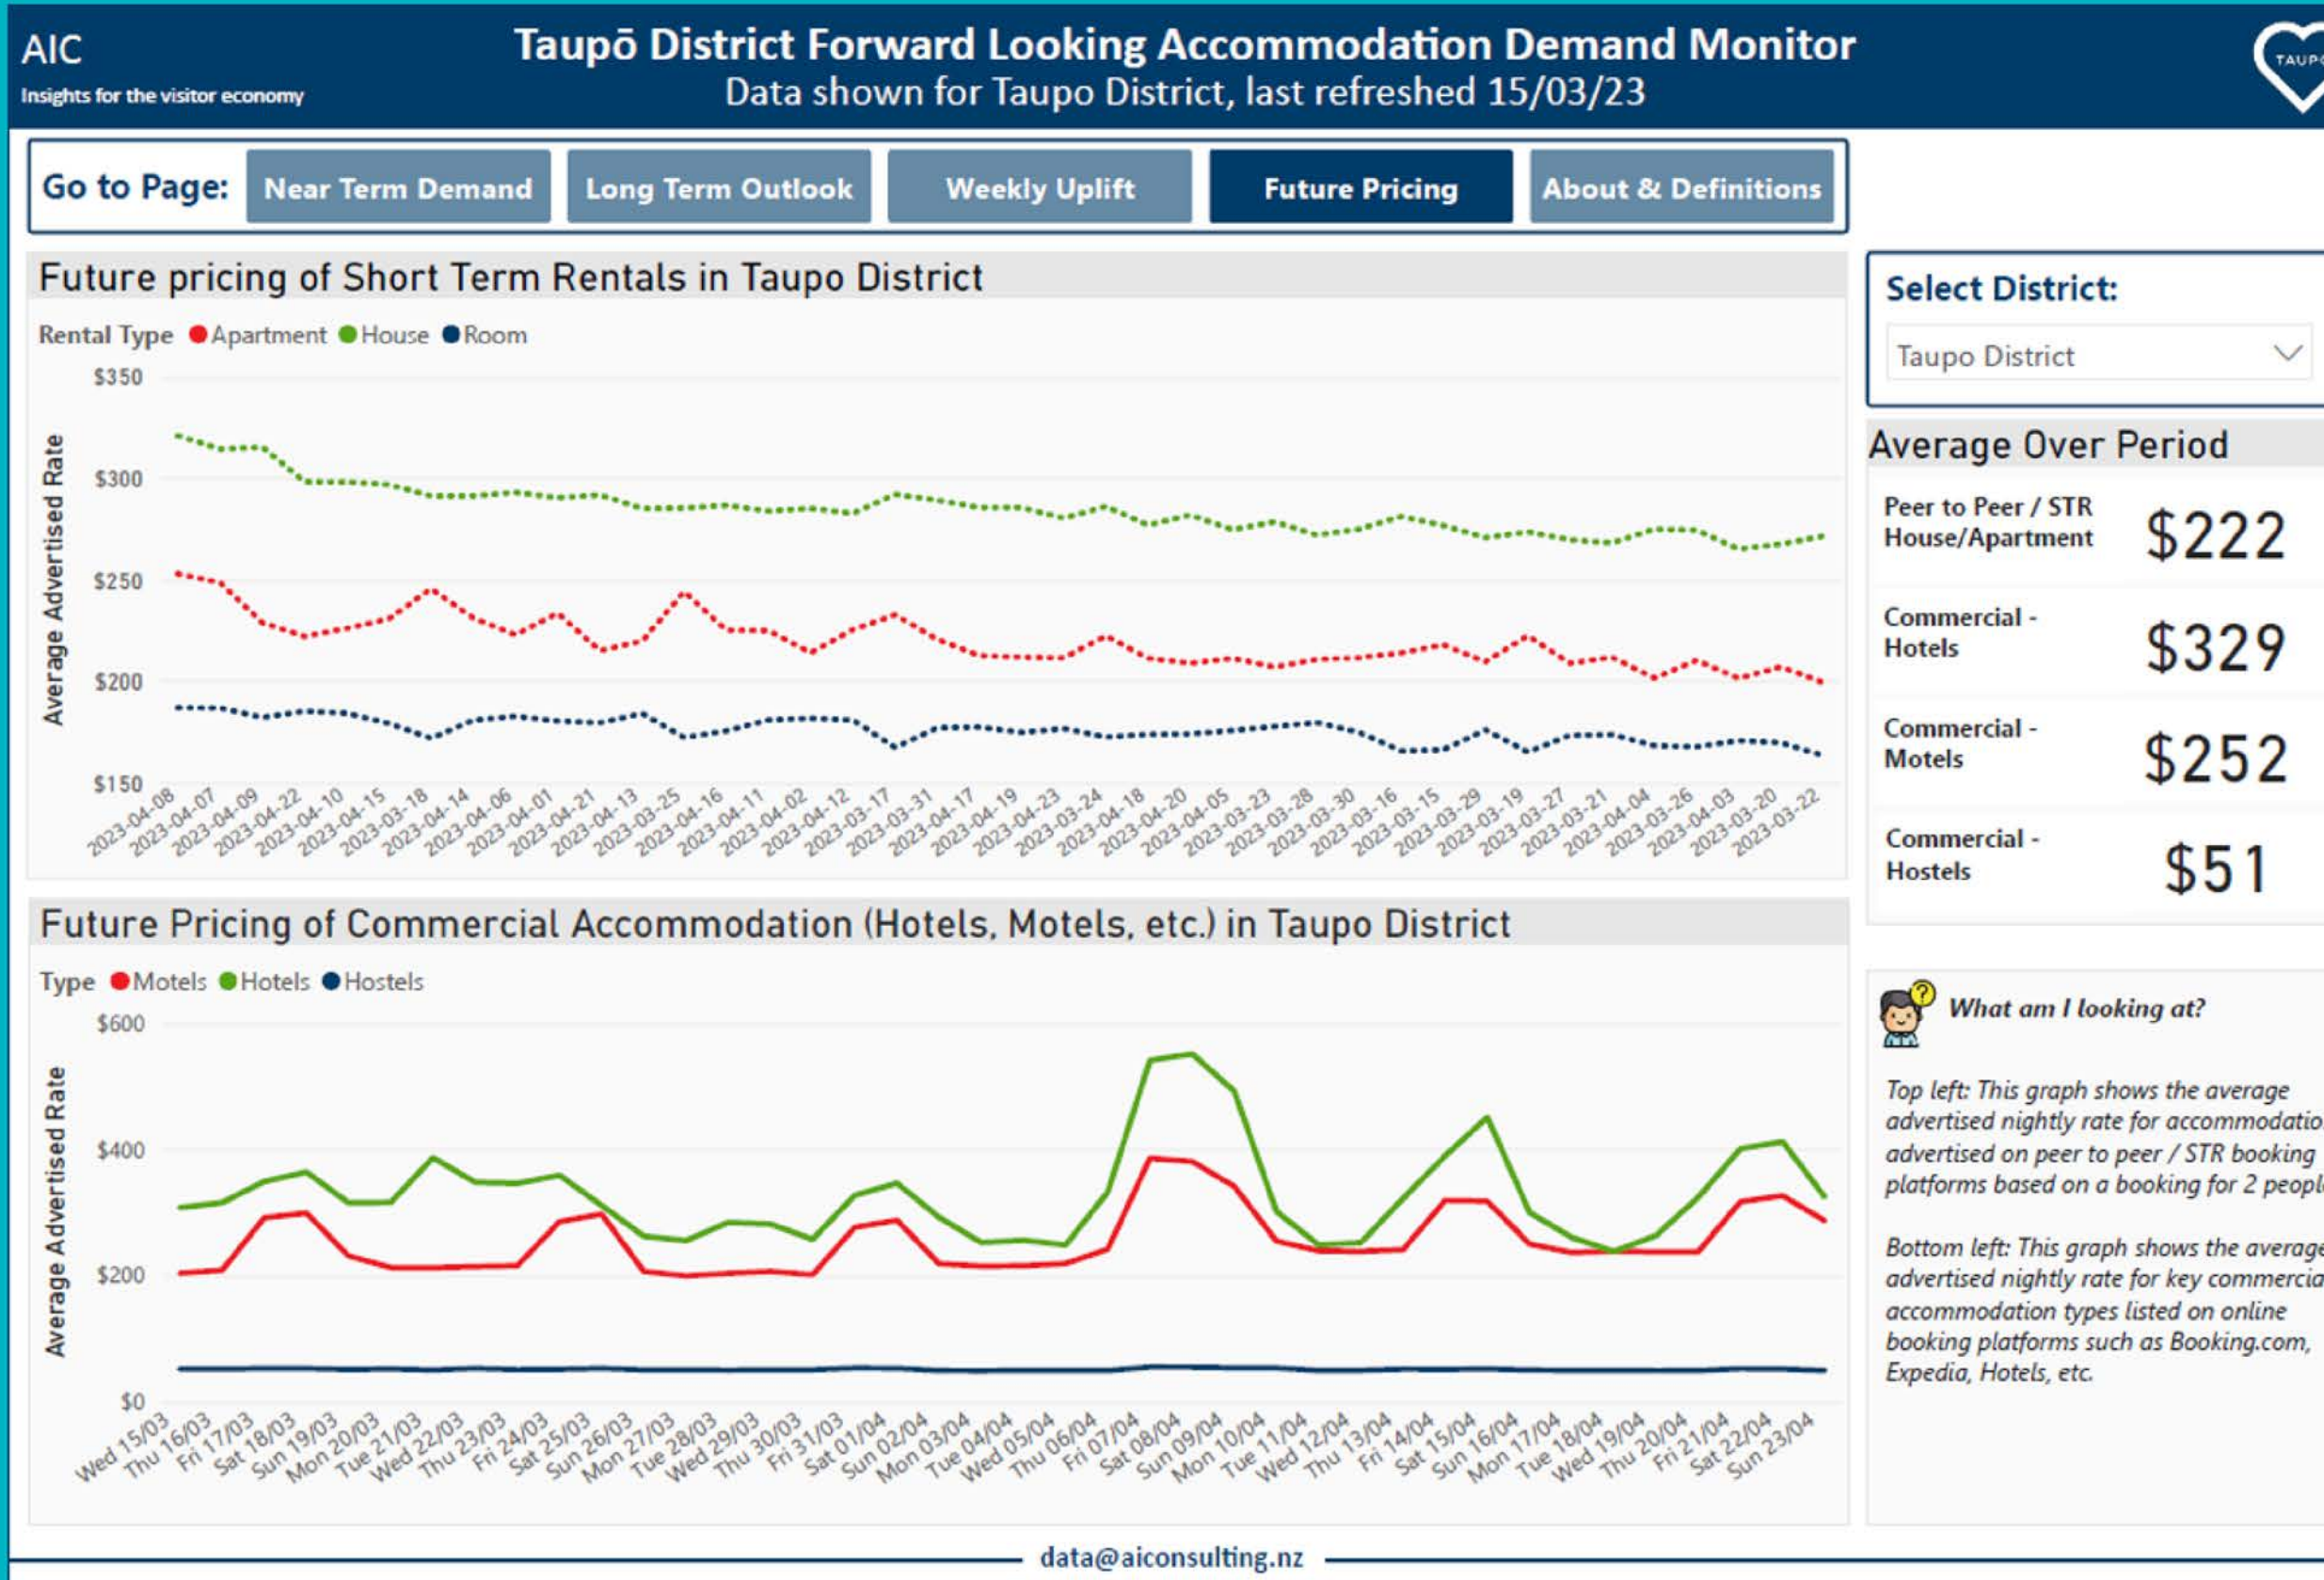 AIC
Insights for the visitor economy
Taupō District Forward Looking Accommodation Demand Monitor
Data shown for Taupo District, last refreshed 15/03/23
TAUPO
Go to Page:
Near Term Demand
Long Term Outlook
Weekly Uplift
Future Pricing
About & Definitions
Future pricing of Short Term Rentals in Taupo District
Rental Type Apartment House Room
Average Advertised Rate
$350
$300
$250
$200
$150
2023-04-08
2023-04-07
2023-04-09
2023-04-22
2023-04-10
2023-04-15
2023-03-18
2023-04-14
2023-04-06
2023-04-01
2023-04-21
2023-04-13
2023-03-25
2023-04-16
2023-04-11
2023-04-02
2023-04-12
2023-03-17
2023-03-31
2023-04-17
2023-04-19
2023-04-23
2023-03-24
2023-04-18
2023-04-20
2023-04-05
2023-03-23
2023-03-28
2023-03-30
2023-03-16
2023-03-15
2023-03-29
2023-03-19
2023-03-27
2023-03-21
2023-04-04
2023-03-26
2023-04-03
2023-03-20
2023-03-22
Future Pricing of Commercial Accommodation (Hotels, Motels, etc.) in Taupo District
Type Motels Hotels Hostels
Average Advertised Rate
$600
$400
$200
$0
Wed 15/03
Thu 16/03
Fri 17/03
Sat 18/03
Sun 19/03
Mon 20/03
Tue 21/03
Wed 22/03
Thu 23/03
Fri 24/03
Sat 25/03
Sun 26/03
Mon 27/03
Tue 28/03
Wed 29/03
Thu 30/03
Fri 31/03
Sat 01/04
Sun 02/04
Mon 03/04
Tue 04/04
Wed 05/04
Thu 06/04
Fri 07/04
Sat 08/04
Sun 09/04
Mon 10/04
Tue 11/04
Wed 12/04
Thu 13/04
Fri 14/04
Sat 15/04
Sun 16/04
Mon 17/04
Tue 18/04
Wed 19/04
Thu 20/04
Fri 21/04
Sat 22/04
Sun 23/04
Select District:
Taupo District
Average Over Period
Peer to Peer / STR
House/Apartment
$222
Commercial -
Hotels
$329
Commercial -
Motels
$252
Commercial -
Hostels
$51
?
What am I looking at?
Top left: This graph shows the average
advertised nightly rate for accommodatio
advertised on peer to peer / STR booking
platforms based on a booking for 2 peopl
Bottom left: This graph shows the average
advertised nightly rate for key commercia
accommodation types listed on online
booking platforms such as Booking.com,
Expedia, Hotels, etc.
data@aiconsulting.nz